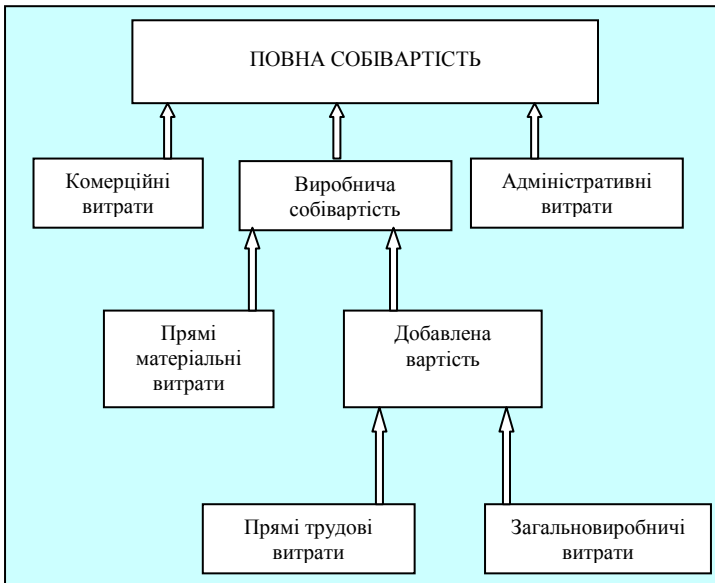 ПОВНА СОБІВАРТІСТЬ
Комерційні
витрати
Виробнича
собівартість
Адміністративні
витрати
Прямі
матеріальні
витрати
Добавлена
вартість
Прямі трудові
витрати
Загальновиробничі
витрати